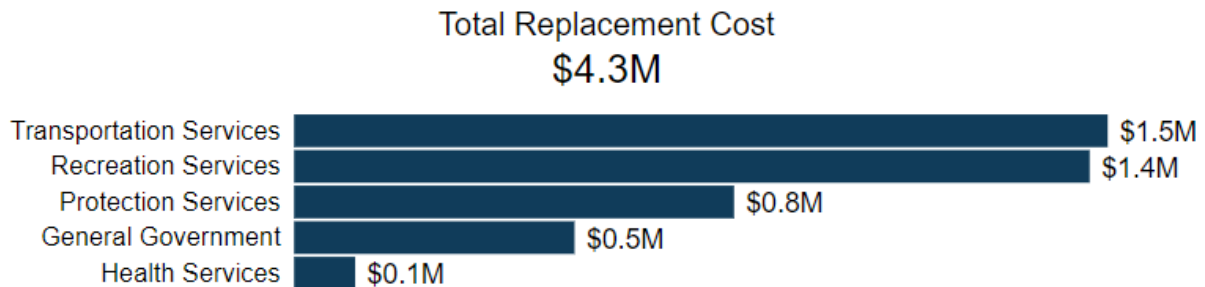 Total Replacement Cost
$4.3M
Transportation Services $1.5M
Recreation Services $1.4M
Protection Services $0.8M
General Government $0.5M
Health Services $0.1M